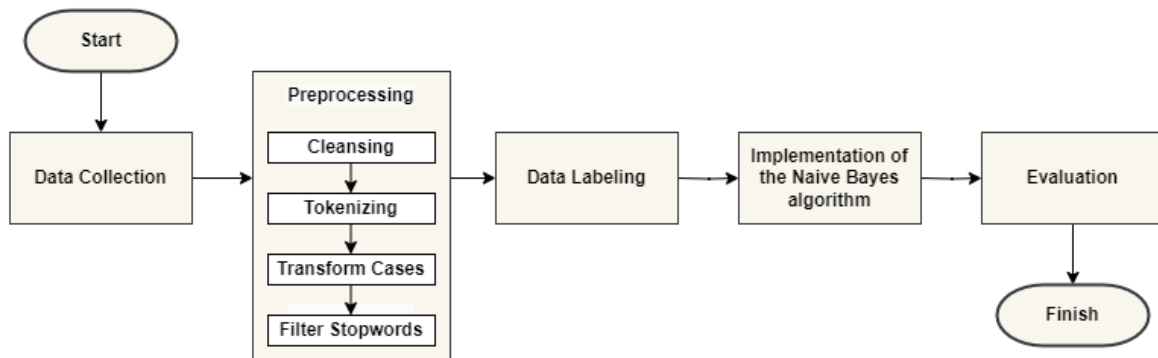 Start
Data Collection
Preprocessing
Cleansing
Tokenizing
Transform Cases
Filter Stopwords
Data Labeling
Implementation of
the Naive Bayes
algorithm
Evaluation
Finish